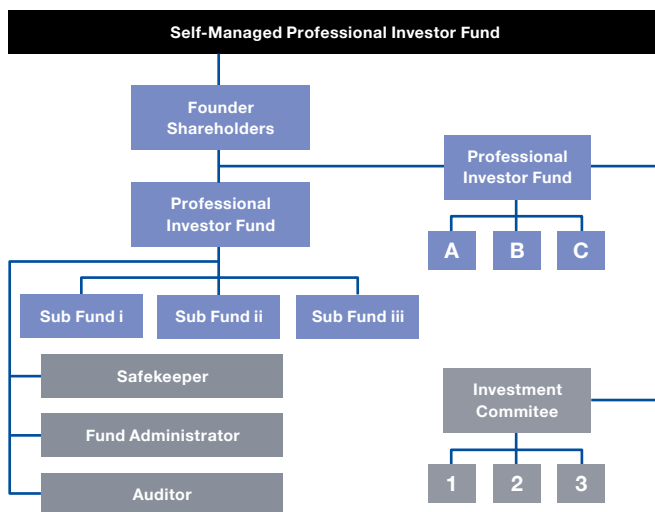 Self-Managed Professional Investor Fund
Founder
Shareholders
Professional
Investor Fund
Professional
Investor Fund
A
B
C
Sub Fund i
Sub Fund ii
Sub Fund iii
Safekeeper
Fund Administrator
Auditor
Investment
Commitee
1
2
3